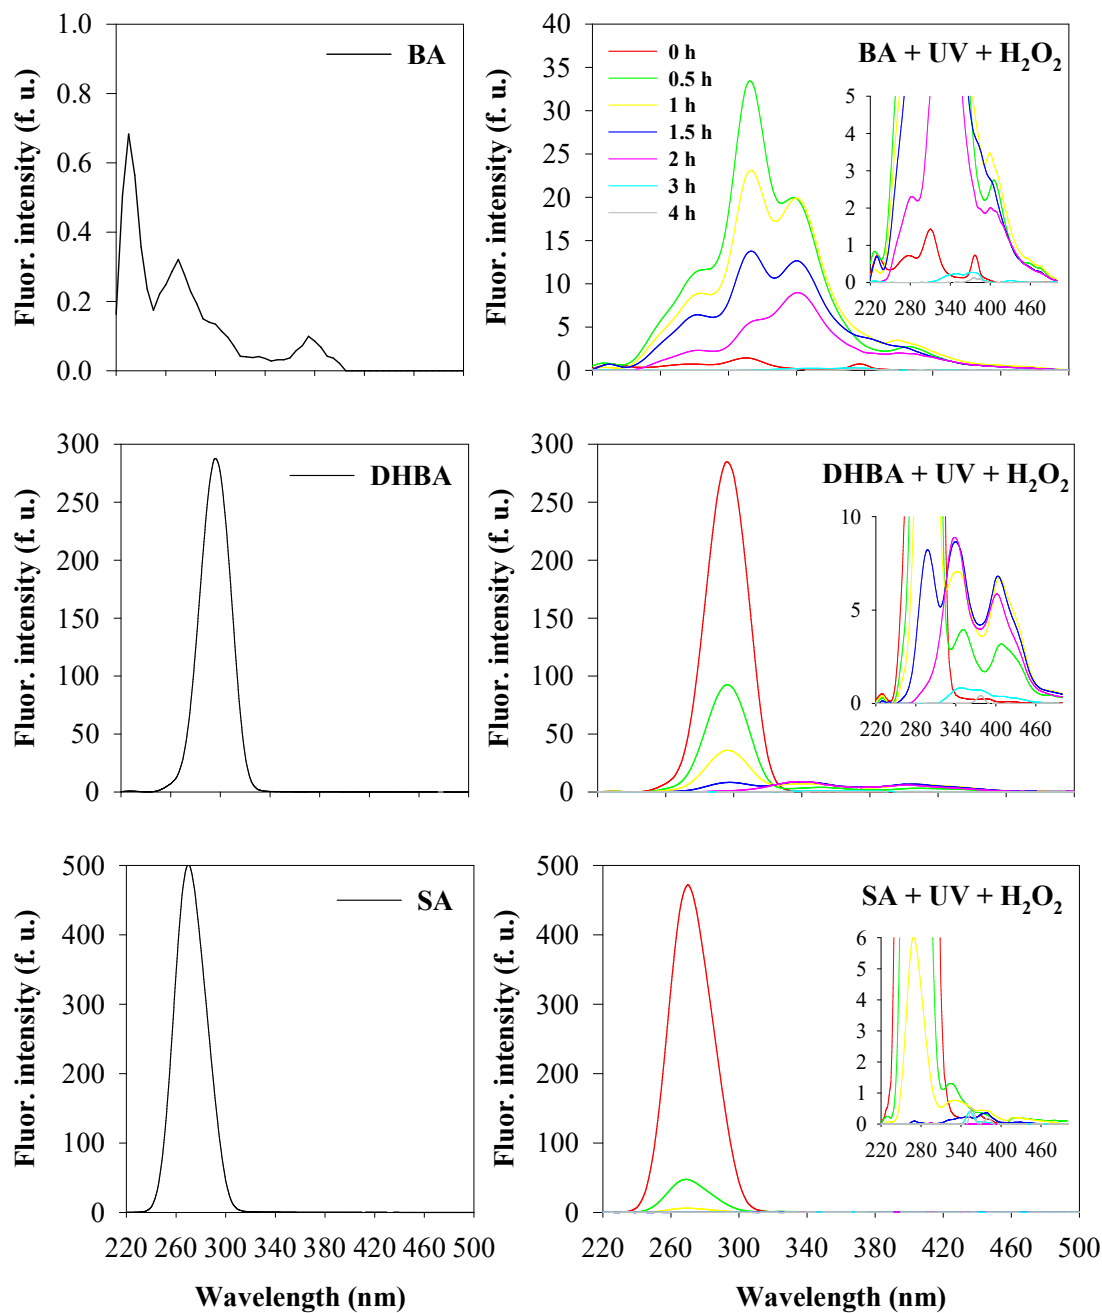 BA
Fluor. intensity (f. u.)
1.0
0.8
0.6
0.4
0.2
0.0
BA + UV + H₂O₂
Fluor. intensity (f. u.)
40
35
30
25
20
15
10
5
0
0 h
0.5 h
1 h
1.5 h
2 h
3 h
4 h
5
4
3
2
1
0
220 280 340 400 460
DHBA
Fluor. intensity (f. u.)
300
250
200
150
100
50
0
DHBA + UV + H₂O₂
Fluor. intensity (f. u.)
300
250
200
150
100
50
0
10
5
0
220 280 340 400 460
SA
Fluor. intensity (f. u.)
500
400
300
200
100
0
220 260 300 340 380 420 460 500
Wavelength (nm)
SA + UV + H₂O₂
Fluor. intensity (f. u.)
500
400
300
200
100
0
6
5
4
3
2
1
0
220 280 340 400 460
220 260 300 340 380 420 460 500
Wavelength (nm)